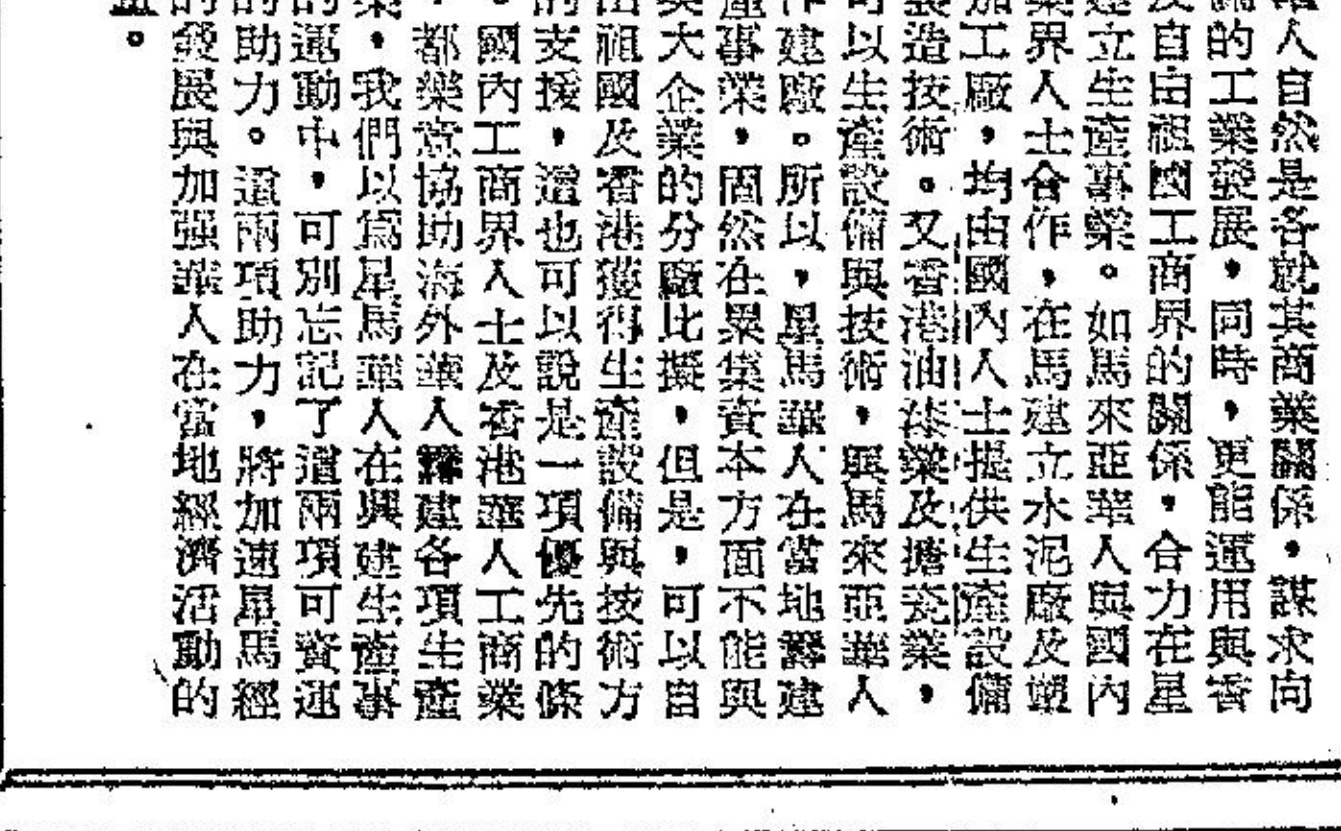 人自然是各就其商業關係,謀求向
的工業發展,同時,更能運用與香
及自由祖國工商界的關係,合力在星
建立生產事業。如馬來亞華人與國內
業界人士合作,在馬建立水泥廠及塑
加工廠,均由國內人士提供生產設備
製造技術。又香港油漆業及搪瓷業,
可以生產設備與技術,與馬來亞華人
作建廠。所以,星馬華人在當地籌建
產事業,固然在累集資本方面不能與
與大企業的分廠比擬,但是,可以自
由祖國及香港獲得生產設備與技術方
的支援,這也可以說是一項優先的條
。國內工商界人士及香港華人工商業
,都樂意協助海外華人籌建各項生產
業,我們以為星馬華人在興建生產事
的運動中,可別忘記了這兩項可資迅
的助力。這兩項助力,將加速星馬經
的發展與加强華人在當地經濟活動的
。